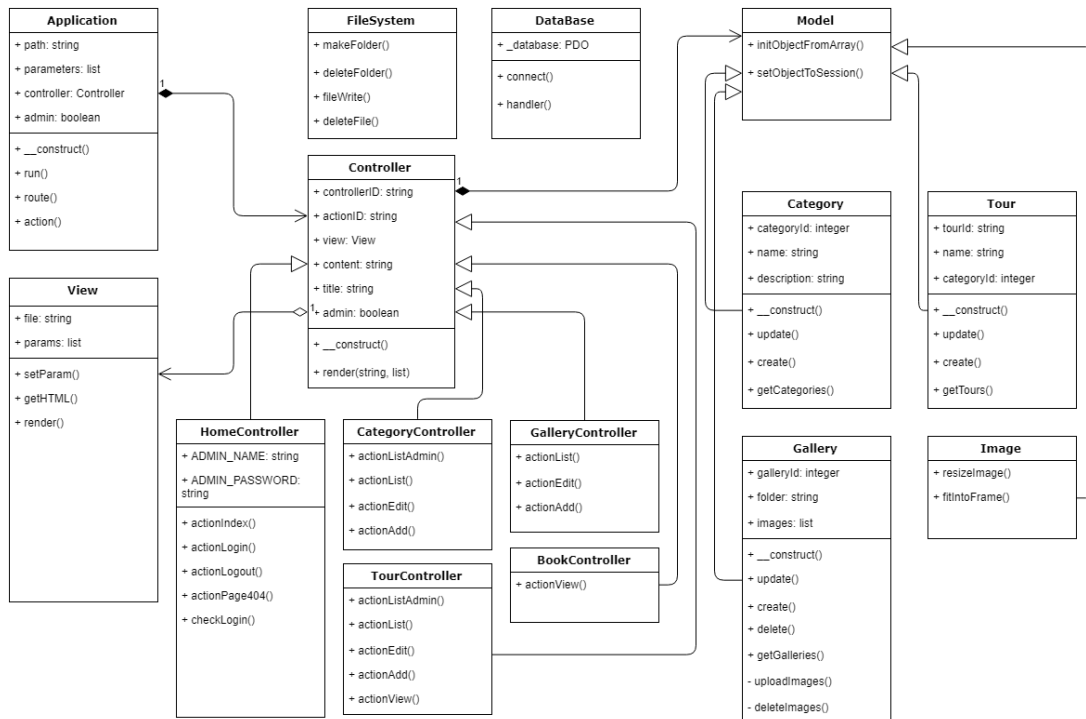 Application
+ path: string
+ parameters: list
+ controller: Controller
+ admin: boolean
+ __construct()
+ run()
+ route()
+ action()
1
FileSystem
+ makeFolder()
+ deleteFolder()
+ fileWrite()
+ deleteFile()
DataBase
+ _database: PDO
+ connect()
+ handler()
Model
+ initObjectFromArray()
+ setObjectToSession()
Controller
+ controllerID: string
+ actionID: string
+ view: View
+ content: string
+ title: string
+ admin: boolean
+ __construct()
+ render(string, list)
1
1
Category
+ categoryId: integer
+ name: string
+ description: string
+ __construct()
+ update()
+ create()
+ getCategories()
Tour
+ tourId: string
+ name: string
+ categoryId: integer
+ __construct()
+ update()
+ create()
+ getTours()
View
+ file: string
+ params: list
+ setParam()
+ getHTML()
+ render()
HomeController
+ ADMIN_NAME: string
+ ADMIN_PASSWORD:
string
+ actionIndex()
+ actionLogin()
+ actionLogout()
+ actionPage404()
+ checkLogin()
CategoryController
+ actionListAdmin()
+ actionList()
+ actionEdit()
+ actionAdd()
GalleryController
+ actionList()
+ actionEdit()
+ actionAdd()
TourController
+ actionListAdmin()
+ actionList()
+ actionEdit()
+ actionAdd()
+ actionView()
BookController
+ actionView()
Gallery
+ galleryId: integer
+ folder: string
+ images: list
+ __construct()
+ update()
+ create()
+ delete()
+ getGalleries()
- uploadImages()
- deleteImages()
Image
+ resizeImage()
+ fitIntoFrame()